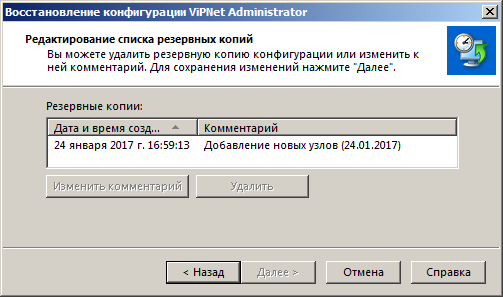 Восстановление конфигурации ViPNet Administrator
Редактирование списка резервных копий
Вы можете удалить резервную копию конфигурации или изменить к
ней комментарий. Для сохранения изменений нажмите "Далее".
Резервные копии:
Дата и время созд... Комментарий
24 января 2017 г. 16:59:13 Добавление новых узлов (24.01.2017)
Изменить комментарий Удалить
< Назад Далее > Отмена Справка